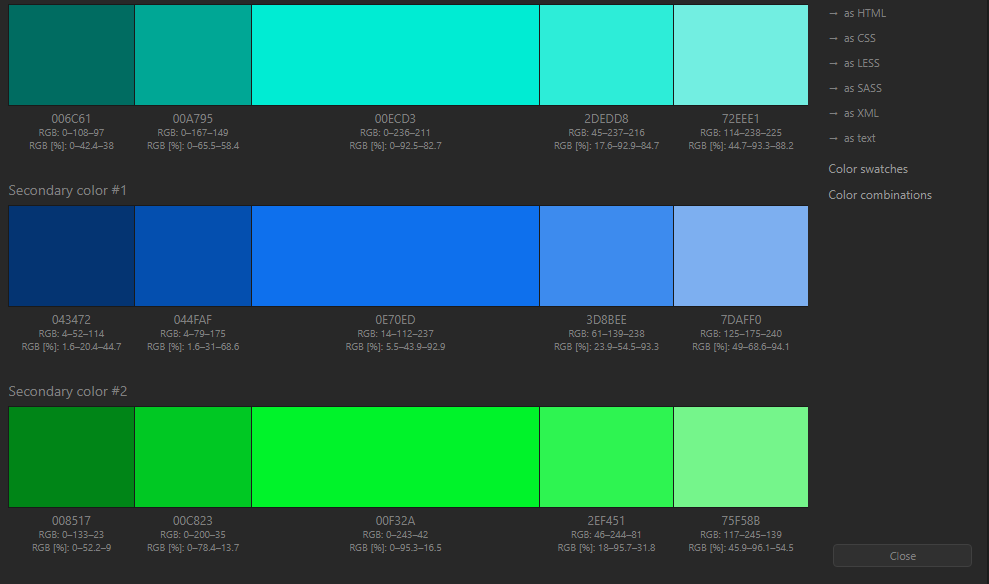 006C61
RGB: 0–108–97
RGB [%]: 0–42.4–38
00A795
RGB: 0–167–149
RGB [%]: 0–65.5–58.4
00ECD3
RGB: 0–236–211
RGB [%]: 0–92.5–82.7
2DEDD8
RGB: 45–237–216
RGB [%]: 17.6–92.9–84.7
72EEE1
RGB: 114–238–225
RGB [%]: 44.7–93.3–88.2
Secondary color #1
043472
RGB: 4–52–114
RGB [%]: 1.6–20.4–44.7
044FAF
RGB: 4–79–175
RGB [%]: 1.6–31–68.6
0E70ED
RGB: 14–112–237
RGB [%]: 5.5–43.9–92.9
3D8BEE
RGB: 61–139–238
RGB [%]: 23.9–54.5–93.3
7DAFF0
RGB: 125–175–240
RGB [%]: 49–68.6–94.1
Secondary color #2
008517
RGB: 0–133–23
RGB [%]: 0–52.2–9
00C823
RGB: 0–200–35
RGB [%]: 0–78.4–13.7
00F32A
RGB: 0–243–42
RGB [%]: 0–95.3–16.5
2EF451
RGB: 46–244–81
RGB [%]: 18–95.7–31.8
75F58B
RGB: 117–245–139
RGB [%]: 45.9–96.1–54.5
→ as HTML
→ as CSS
→ as LESS
→ as SASS
→ as XML
→ as text
Color swatches
Color combinations
Close